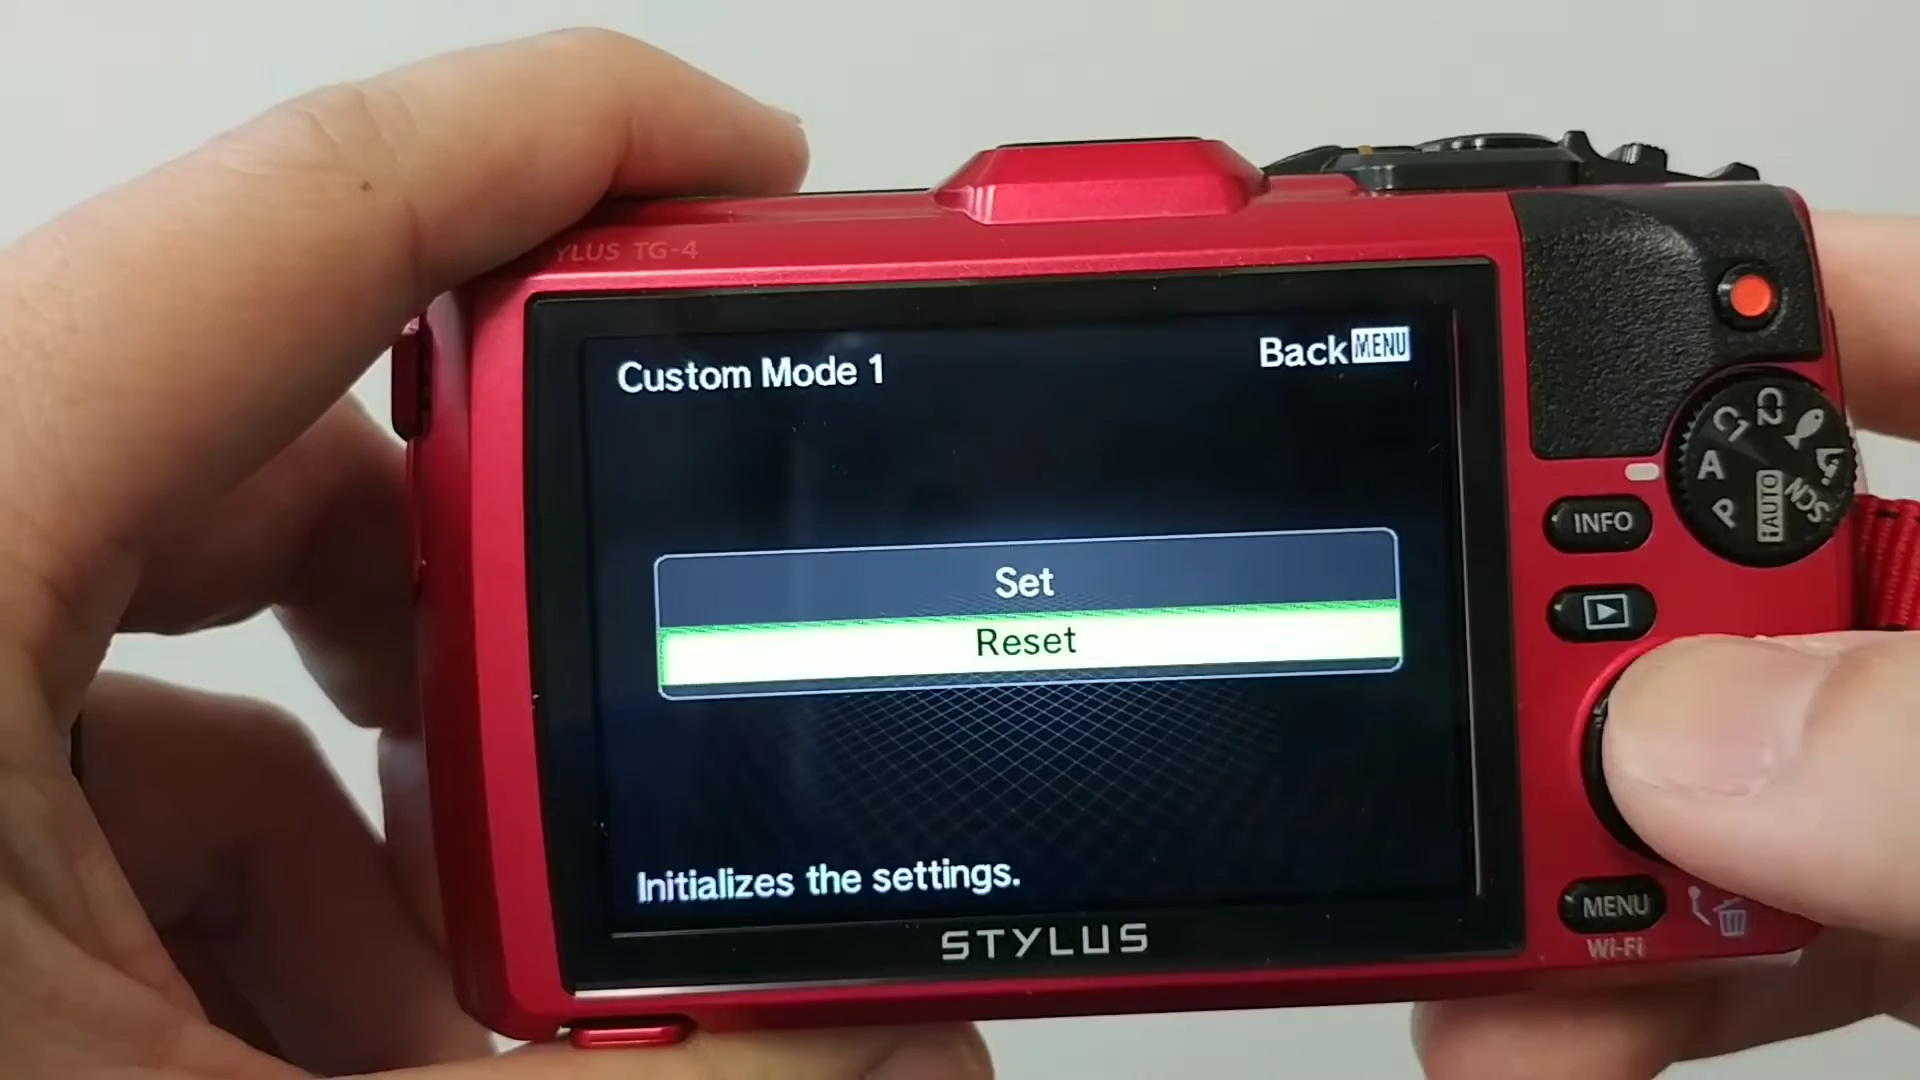 YLUS TG-4
Custom Mode 1
Back MENU
Set
Reset
Initializes the settings.
STYLUS
C2
C1
A
P
iAUTO
SCN
INFO
MENU
Wi-Fi